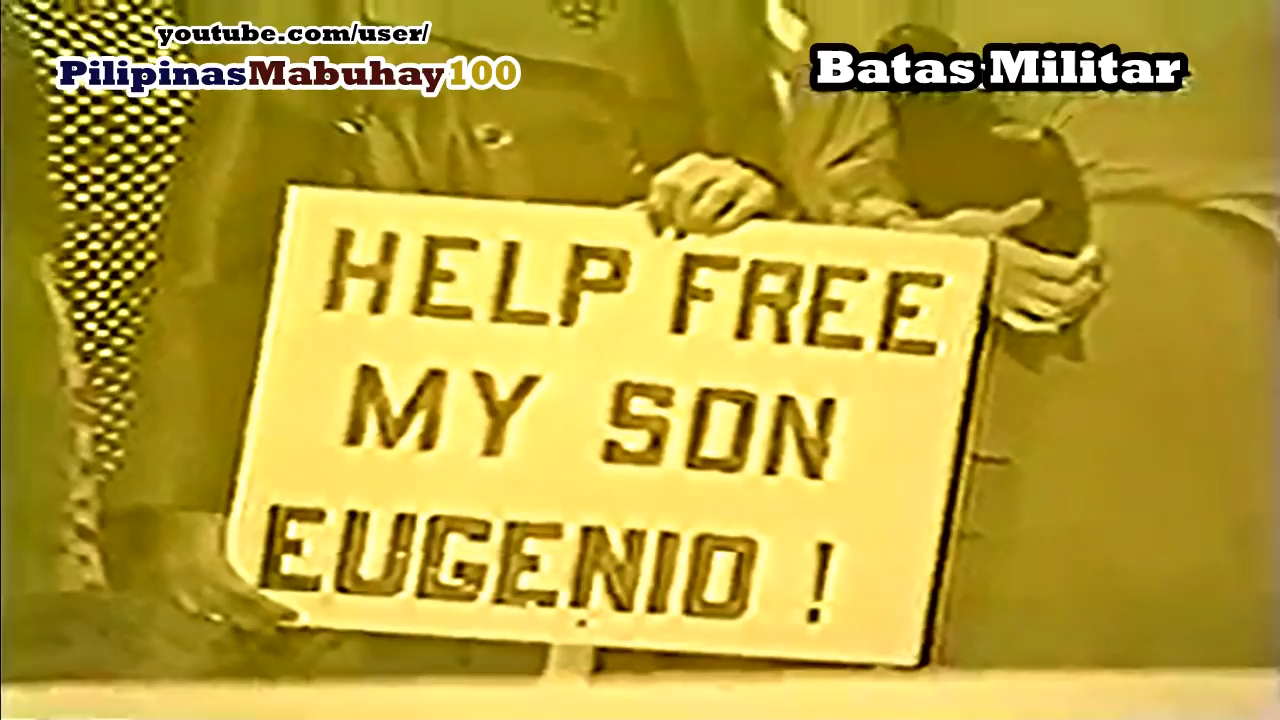 youtube.com/user/
PilipinasMabuhay100
Batas Militar
HELP FREE
MY SON
EUGENIO !